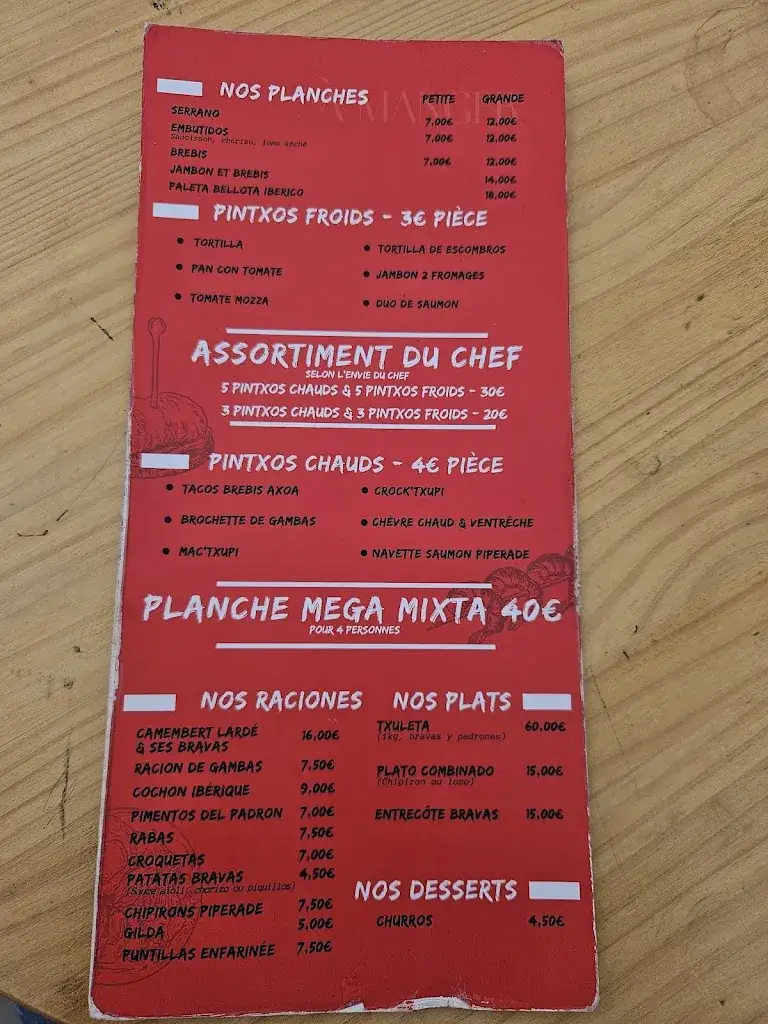 À MANGER
NOS PLANCHES PETITE GRANDE
SERRANO 7,00€ 12,00€
EMBUTIDOS 7,00€ 12,00€
Saucisson, chorizo, lomo séché
BREBIS 7,00€ 12,00€
JAMBON ET BREBIS 14,00€
PALETA BELLOTA IBERICO 18,00€
PINTXOS FROIDS - 3€ PIÈCE
• TORTILLA • TORTILLA DE ESCOMBROS
• PAN CON TOMATE • JAMBON 2 FROMAGES
• TOMATE MOZZA • DUO DE SAUMON
ASSORTIMENT DU CHEF
SELON L'ENVIE DU CHEF
5 PINTXOS CHAUDS & 5 PINTXOS FROIDS - 30€
3 PINTXOS CHAUDS & 3 PINTXOS FROIDS - 20€
PINTXOS CHAUDS - 4€ PIÈCE
• TACOS BREBIS AXOA • CROCK'TXUPI
• BROCHETTE DE GAMBAS • CHÈVRE CHAUD & VENTRÊCHE
• MAC'TXUPI • NAVETTE SAUMON PIPERADE
PLANCHE MEGA MIXTA 40€
POUR 4 PERSONNES
NOS RACIONES
CAMEMBERT LARDÉ
& SES BRAVAS 16,00€
RACION DE GAMBAS 7,50€
COCHON IBÉRIQUE 9,00€
PIMENTOS DEL PADRON 7,00€
RABAS 7,50€
CROQUETAS 7,00€
PATATAS BRAVAS 4,50€
(Sauce aïoli, chorizo ou piquillos)
CHIPIRONS PIPERADE 7,50€
GILDA 5,00€
PUNTILLAS ENFARINÉE 7,50€
NOS PLATS
TXULETA 60,00€
(1kg, bravas y padrones)
PLATO COMBINADO 15,00€
(Chipiron ou lomo)
ENTRECÔTE BRAVAS 15,00€
NOS DESSERTS
CHURROS 4,50€